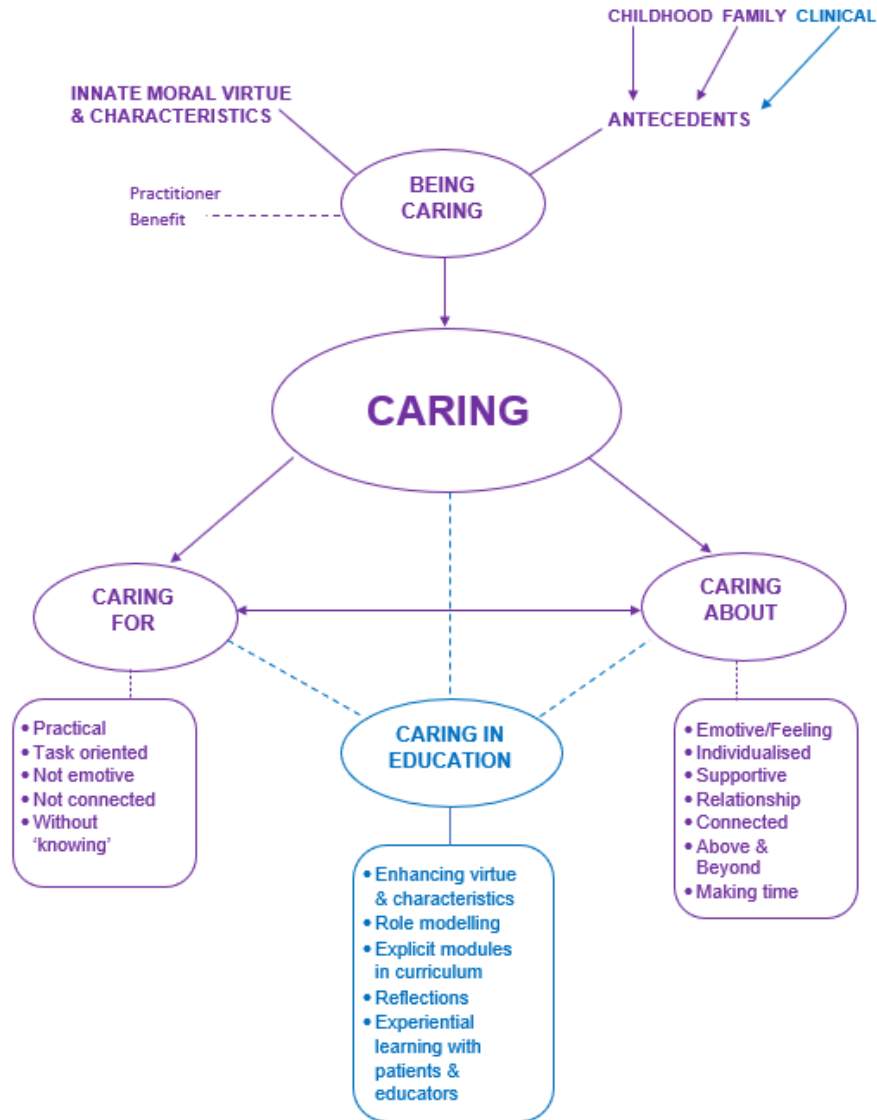 CHILDHOOD FAMILY CLINICAL
INNATE MORAL VIRTUE
& CHARACTERISTICS
ANTECEDENTS
BEING
CARING
Practitioner
Benefit
CARING
CARING
FOR
CARING
ABOUT
• Practical
• Task oriented
• Not emotive
• Not connected
• Without
‘knowing’
CARING IN
EDUCATION
• Emotive/Feeling
• Individualised
• Supportive
• Relationship
• Connected
• Above &
Beyond
• Making time
• Enhancing virtue
& characteristics
• Role modelling
• Explicit modules
in curriculum
• Reflections
• Experiential
learning with
patients &
educators